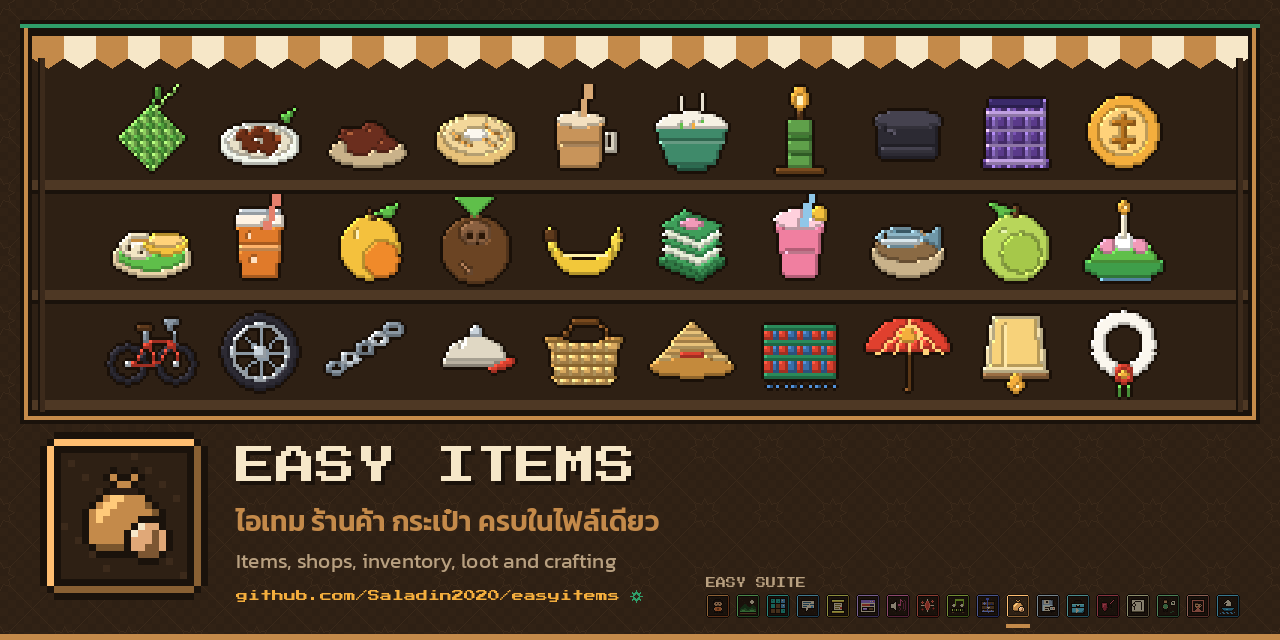 EASY ITEMS
ไอเทม ร้านค้า กระเป๋า ครบในไฟล์เดียว
Items, shops, inventory, loot and crafting
github.com/Saladin2020/easyitems
EASY SUITE